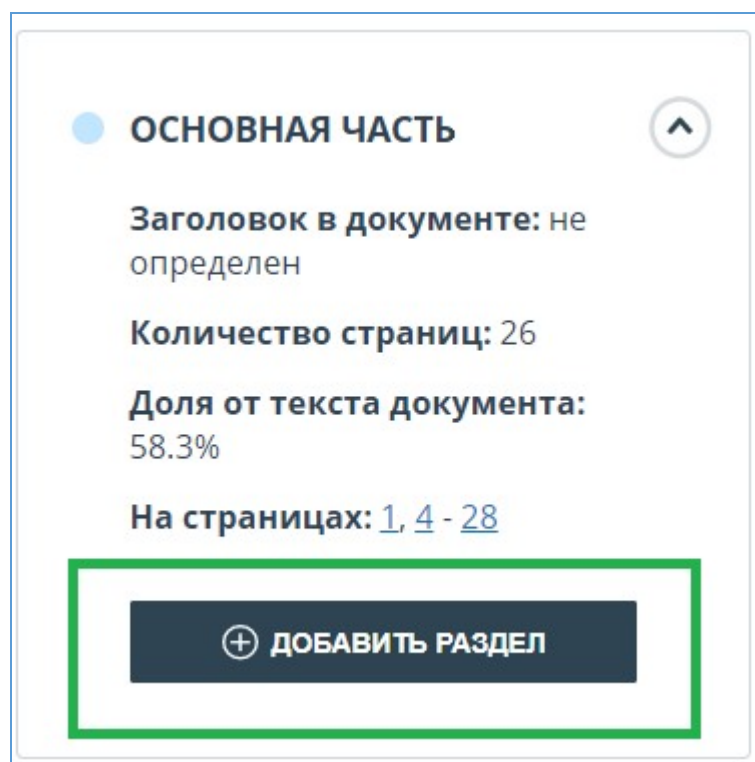 ОСНОВНАЯ ЧАСТЬ
Заголовок в документе: не
определен
Количество страниц: 26
Доля от текста документа:
58.3%
На страницах: 1, 4 - 28
ДОБАВИТЬ РАЗДЕЛ